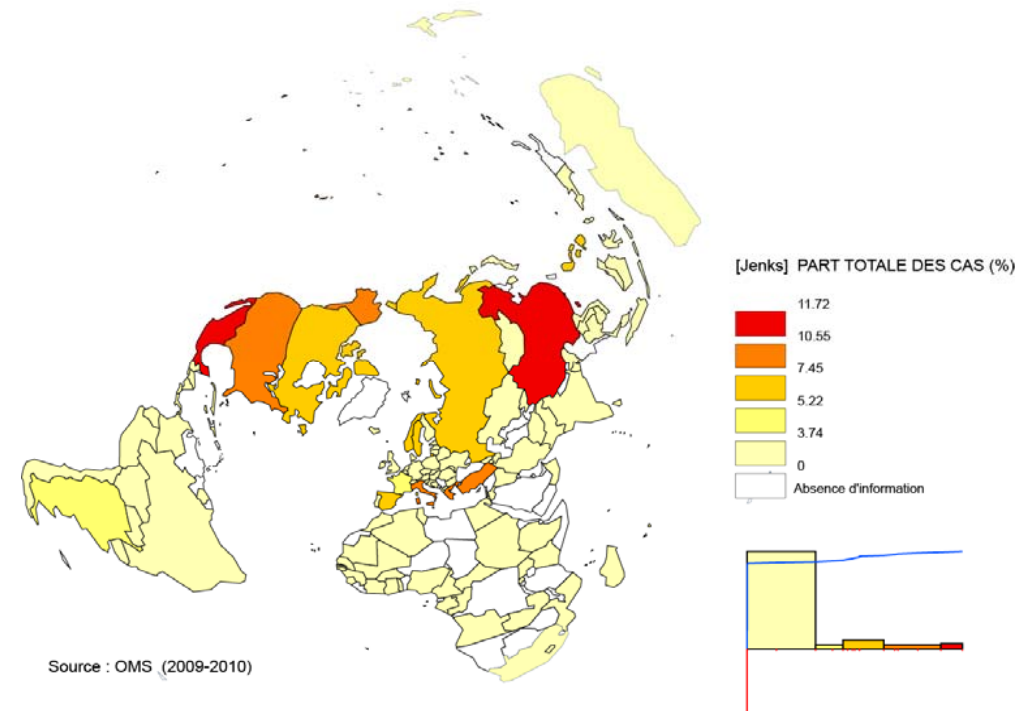 [Jenks] PART TOTALE DES CAS (%)
11.72
10.55
7.45
5.22
3.74
0
Absence d'information
Source : OMS (2009-2010)